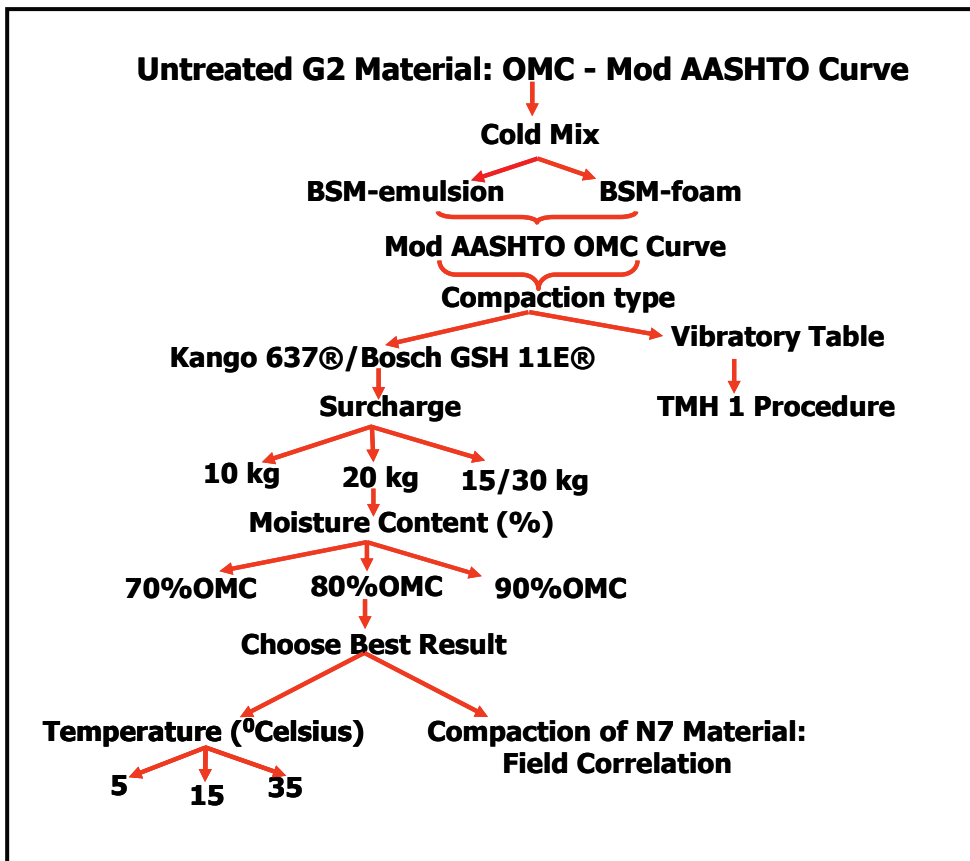 Untreated G2 Material: OMC - Mod AASHTO Curve
Cold Mix
BSM-emulsion
BSM-foam
Mod AASHTO OMC Curve
Compaction type
Kango 637®/Bosch GSH 11E®
Vibratory Table
Surcharge
TMH 1 Procedure
10 kg
20 kg
15/30 kg
Moisture Content (%)
70%OMC
80%OMC
90%OMC
Choose Best Result
Temperature (⁰Celsius)
Compaction of N7 Material:
Field Correlation
5
15
35